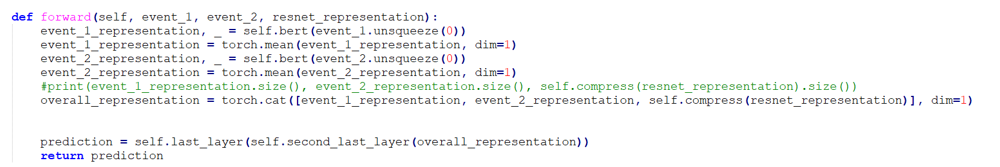 def forward(self, event_1, event_2, resnet_representation):
    event_1_representation, _ = self.bert(event_1.unsqueeze(0))
    event_1_representation = torch.mean(event_1_representation, dim=1)
    event_2_representation, _ = self.bert(event_2.unsqueeze(0))
    event_2_representation = torch.mean(event_2_representation, dim=1)
    #print(event_1_representation.size(), event_2_representation.size(), self.compress(resnet_representation).size())
    overall_representation = torch.cat([event_1_representation, event_2_representation, self.compress(resnet_representation)], dim=1)
    prediction = self.last_layer(self.second_last_layer(overall_representation))
    return prediction